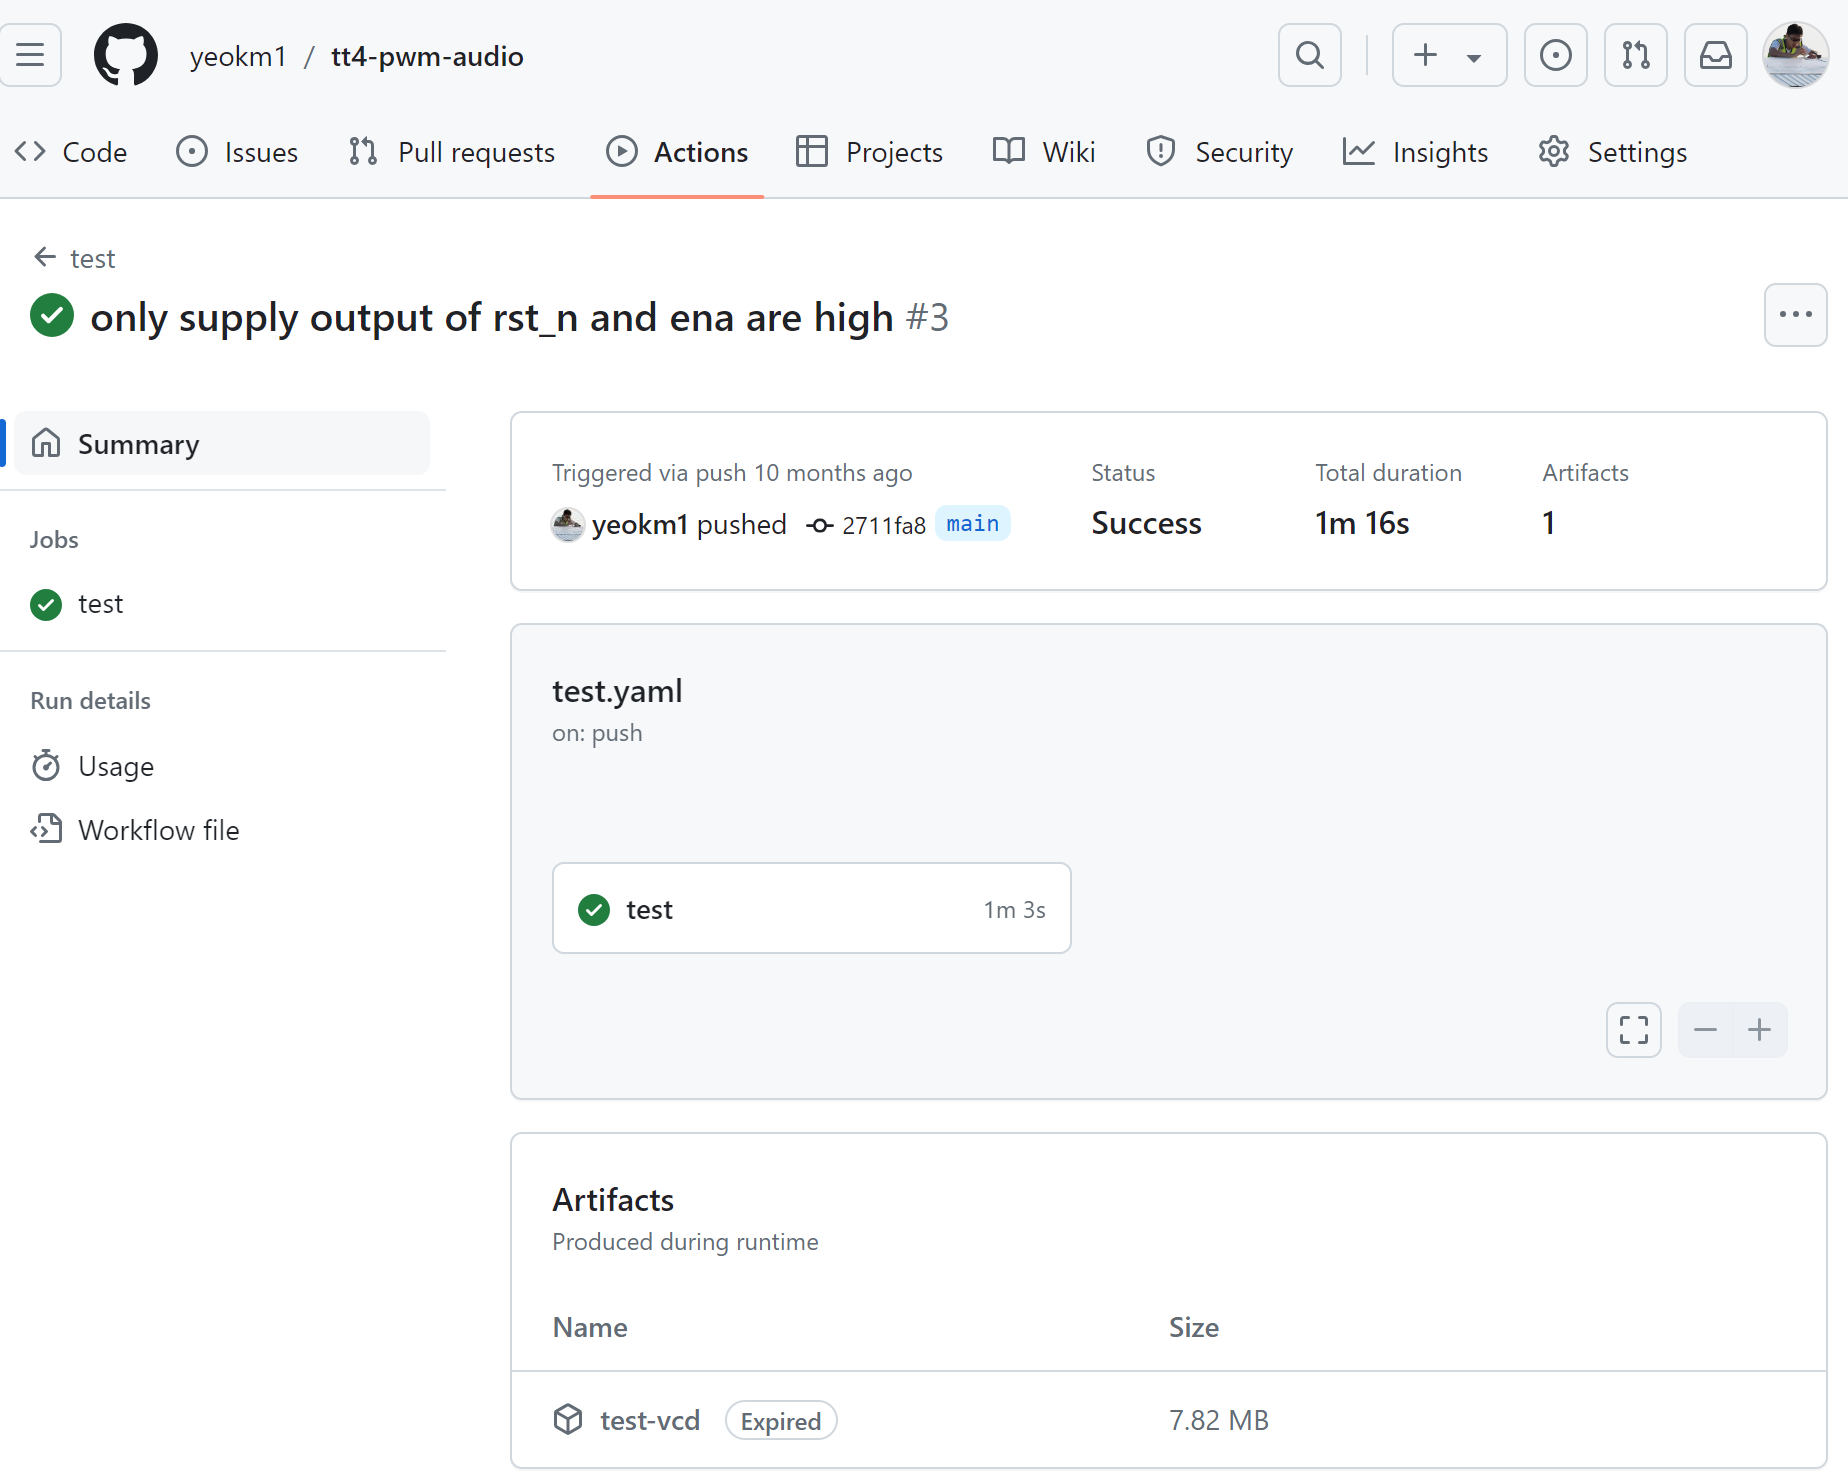 yeokm1 / tt4-pwm-audio
Code Issues Pull requests Actions Projects Wiki Security Insights Settings
test
only supply output of rst_n and ena are high #3
Summary
Jobs
test
Run details
Usage
Workflow file
Triggered via push 10 months ago
yeokm1 pushed 2711fa8 main
Status
Success
Total duration
1m 16s
Artifacts
1
test.yaml
on: push
test 1m 3s
Artifacts
Produced during runtime
Name Size
test-vcd Expired 7.82 MB